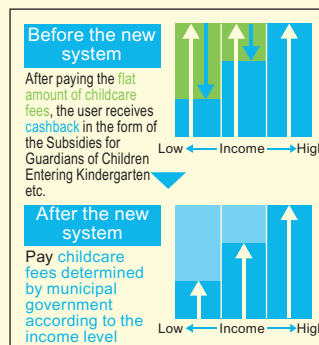 Before the new
system
After paying the flat
amount of childcare
fees, the user receives
cashback in the form of
the Subsidies for
Guardians of Children
Entering Kindergarten
etc.
Low Income High
After the new
system
Pay childcare
fees determined
by municipal
government
according to the
income level
Low Income High